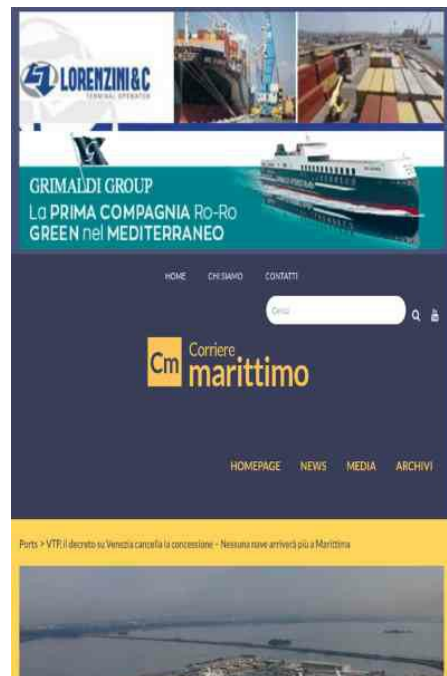 LORENZINI&C
TERMINAL OPERATOR
GRIMALDI GROUP
La PRIMA COMPAGNIA Ro-Ro
GREEN nel MEDITERRANEO
HOME CHI SIAMO CONTATTI
Cerca
Cm Corriere
marittimo
HOMEPAGE NEWS MEDIA ARCHIVI
Ports > VTP, il decreto su Venezia cancella la concessione – Nessuna nave arriverà più a Marittima